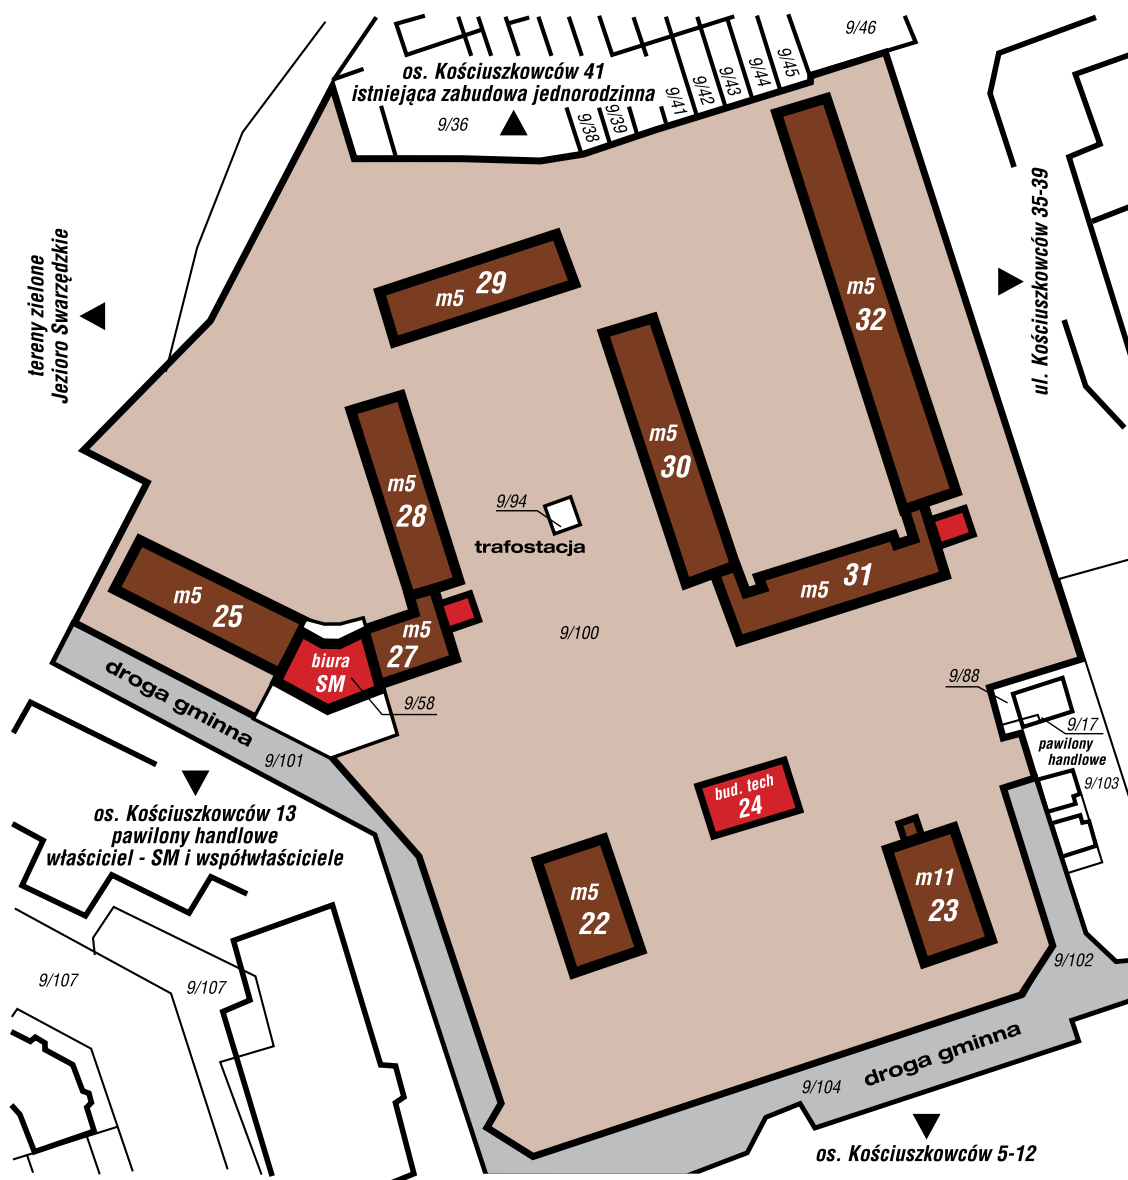 9/46
os. Kościuszkowców 41
istniejąca zabudowa jednorodzinna
9/36
9/38
9/39
9/41
9/42
9/43
9/44
9/45
ul. Kościuszkowców 35-39
tereny zielone
Jezioro Swarzędzkie
m5 29
m5
32
m5
30
m5
28
9/94
trafostacja
m5 31
m5 25
m5
27
9/100
biura
SM
9/58
droga gminna
9/101
9/88
9/17
pawilony
handlowe
9/103
bud. tech
24
os. Kościuszkowców 13
pawilony handlowe
właściciel - SM i współwłaściciele
m5
22
m11
23
9/102
9/107
9/107
droga gminna
9/104
os. Kościuszkowców 5-12